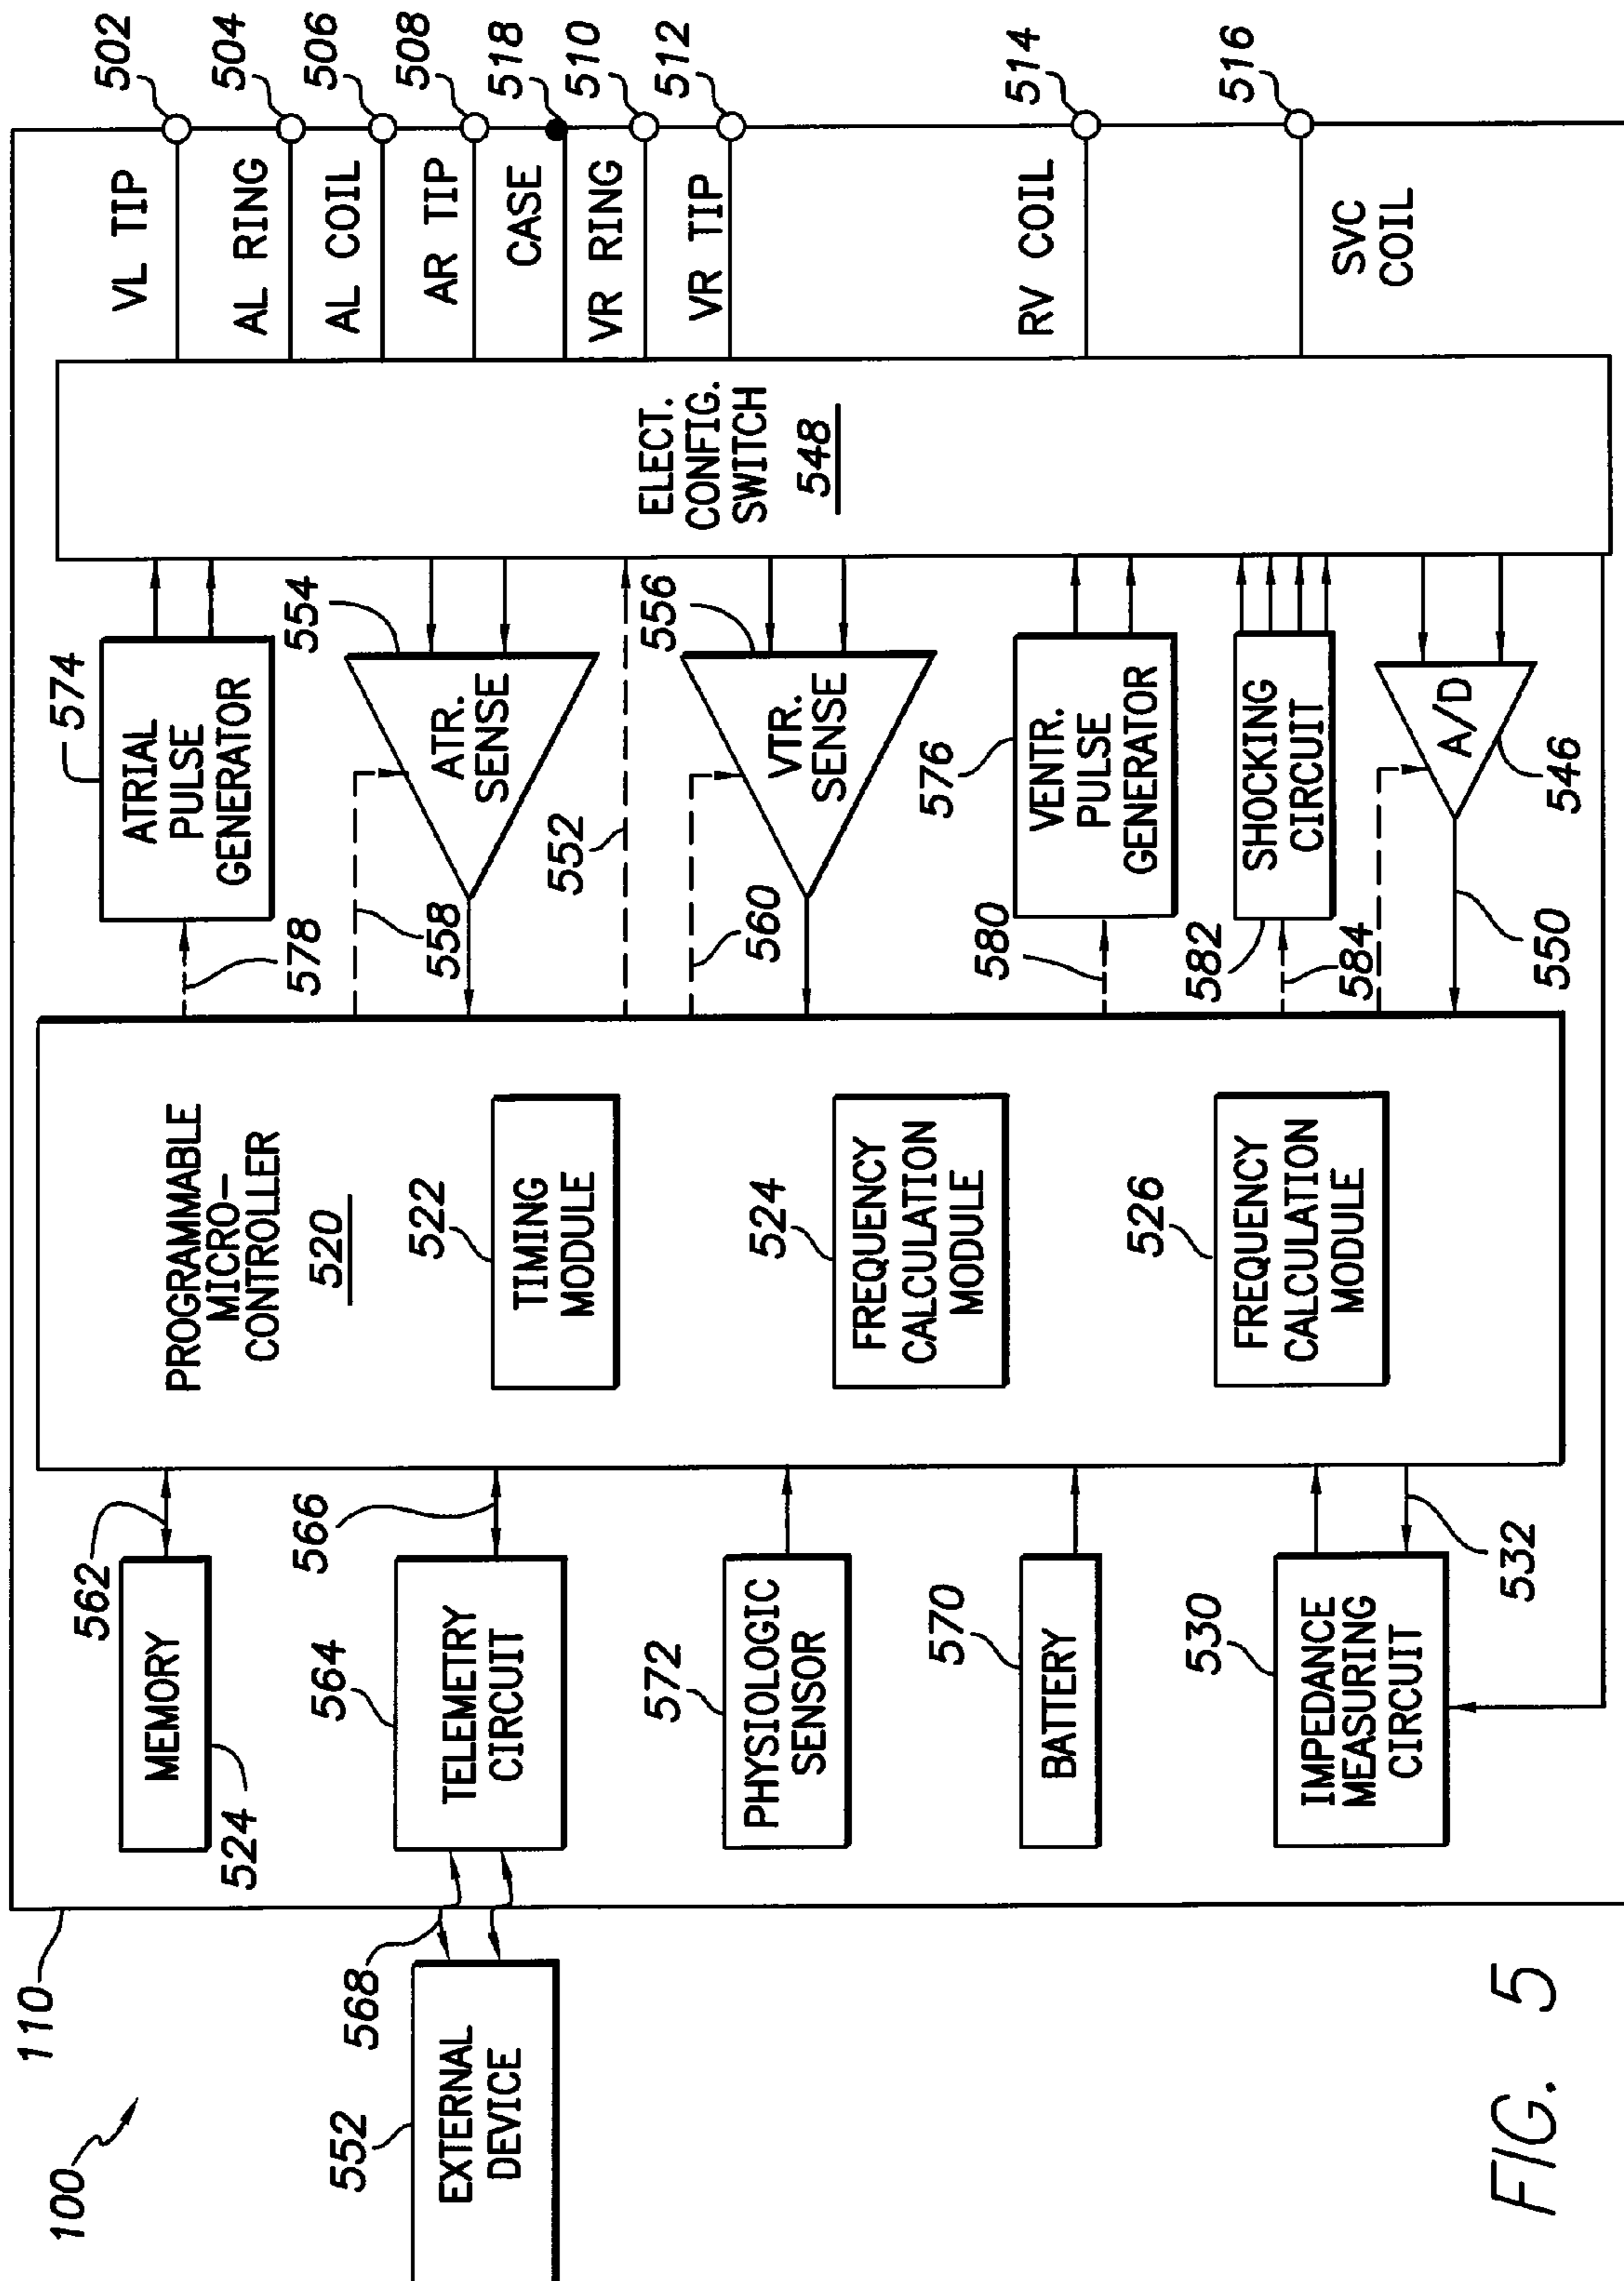 502
504
506
508
518
510
512
514
516
VL TIP
AL RING
AL COIL
AR TIP
CASE
VR RING
VR TIP
RV COIL
SVC
COIL
ELECT.
CONFIG.
SWITCH
548
574
ATRIAL
PULSE
GENERATOR
578
554
ATR.
SENSE
558
552
556
VTR.
SENSE
560
576
VENTR.
PULSE
GENERATOR
580
SHOCKING
CIRCUIT
582
584
A/D
546
550
PROGRAMMABLE
MICRO-
CONTROLLER
520
522
TIMING
MODULE
524
FREQUENCY
CALCULATION
MODULE
526
FREQUENCY
CALCULATION
MODULE
562
MEMORY
524
566
564
TELEMETRY
CIRCUIT
572
PHYSIOLOGIC
SENSOR
570
BATTERY
530
IMPEDANCE
MEASURING
CIRCUIT
532
110
100
568
552
EXTERNAL
DEVICE
FIG. 5